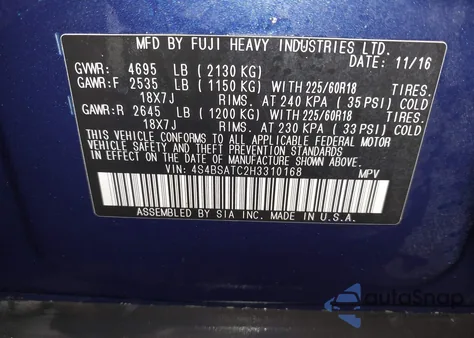 MFD BY FUJI HEAVY INDUSTRIES LTD.
DATE: 11/16
GVWR: 4695 LB (2130 KG)
GAWR:F 2535 LB (1150 KG) WITH 225/60R18 TIRES.
18X7J RIMS. AT 240 KPA (35 PSI) COLD
GAWR:R 2645 LB (1200 KG) WITH 225/60R18 TIRES.
18X7J RIMS. AT 230 KPA (33 PSI) COLD
THIS VEHICLE CONFORMS TO ALL APPLICABLE FEDERAL MOTOR
VEHICLE SAFETY, BUMPER, AND THEFT PREVENTION STANDARDS
IN EFFECT ON THE DATE OF MANUFACTURE SHOWN ABOVE.
VIN: 4S4BSATC2H3310168 MPV
ASSEMBLED BY SIA INC. MADE IN U.S.A.
AutoSnap